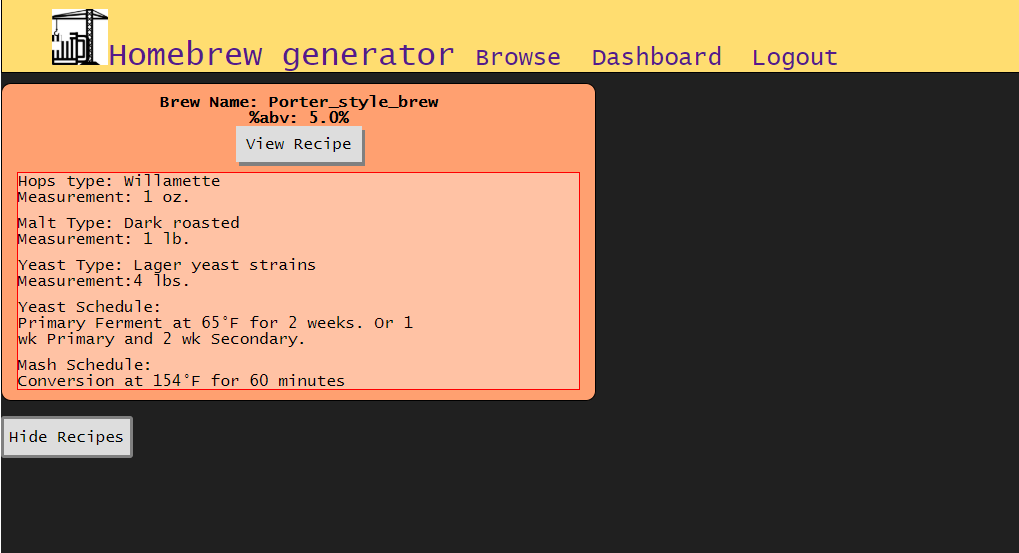 Homebrew generator Browse Dashboard Logout
Brew Name: Porter_style_brew
%abv: 5.0%
View Recipe
Hops type: Willamette
Measurement: 1 oz.
Malt Type: Dark roasted
Measurement: 1 lb.
Yeast Type: Lager yeast strains
Measurement:4 lbs.
Yeast Schedule:
Primary Ferment at 65°F for 2 weeks. Or 1
wk Primary and 2 wk Secondary.
Mash Schedule:
Conversion at 154°F for 60 minutes
Hide Recipes